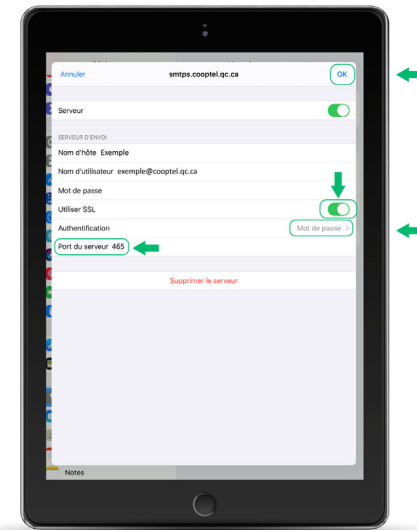 Annuler smtps.cooptel.qc.ca OK
Serveur
SERVEUR D'ENVOI
Nom d'hôte Exemple
Nom d'utilisateur exemple@cooptel.qc.ca
Mot de passe
Utiliser SSL
Authentification Mot de passe >
Port du serveur 465
Supprimer le serveur
Notes